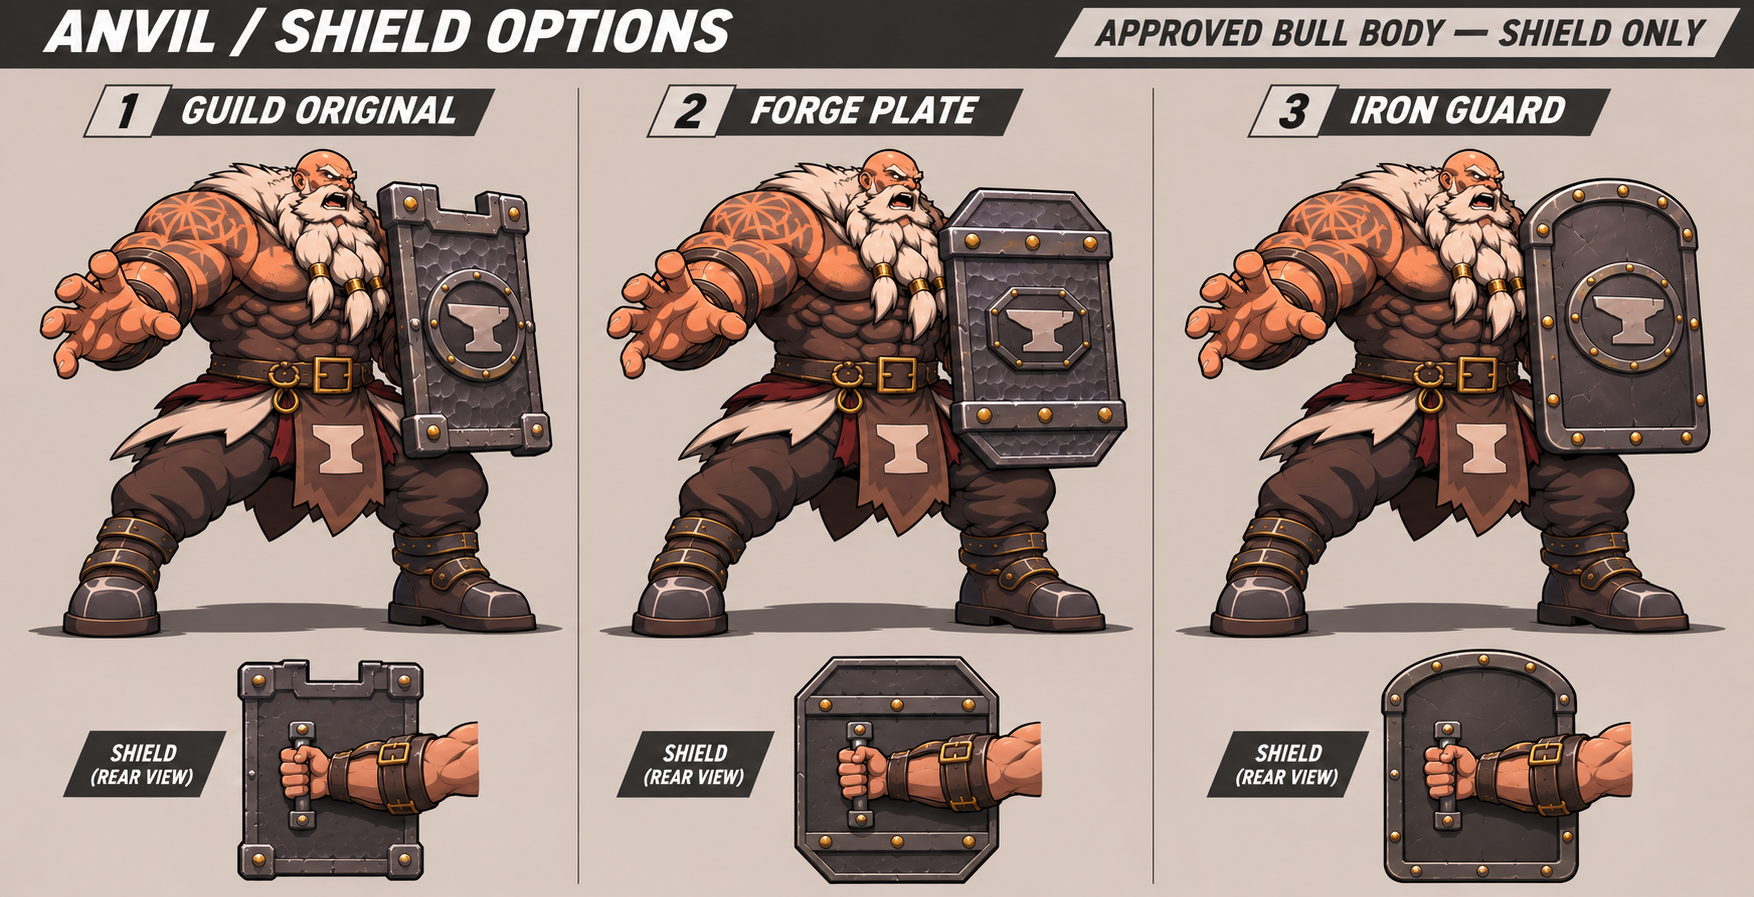 ANVIL / SHIELD OPTIONS
APPROVED BULL BODY — SHIELD ONLY
1 GUILD ORIGINAL
2 FORGE PLATE
3 IRON GUARD
SHIELD
(REAR VIEW)
SHIELD
(REAR VIEW)
SHIELD
(REAR VIEW)